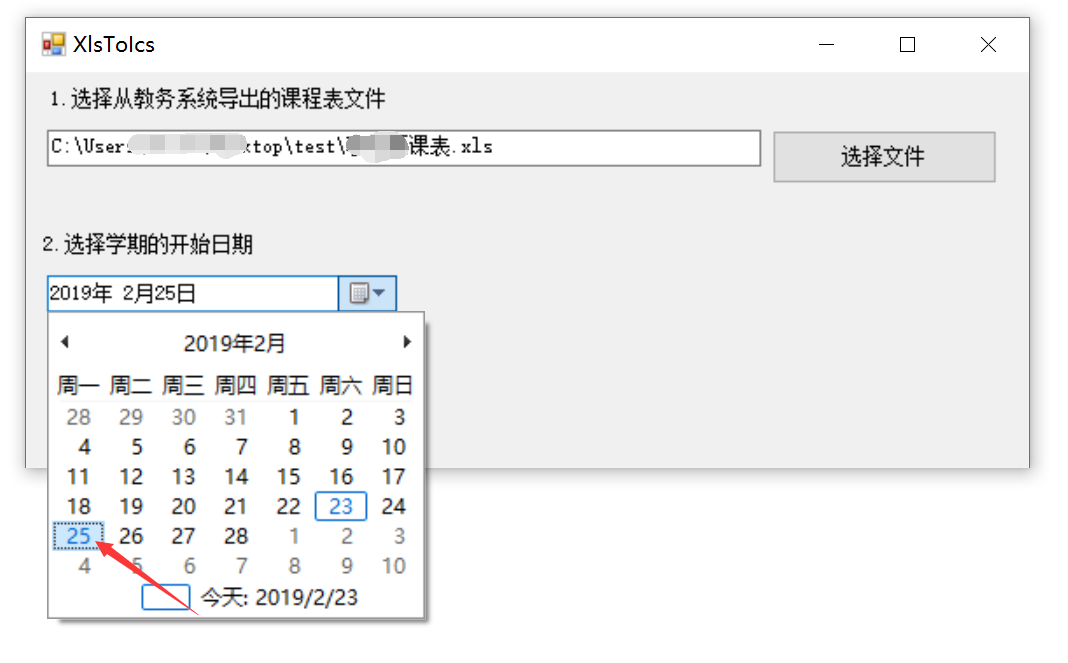 XlsToIcs
1.选择从教务系统导出的课程表文件
C:\Users ktop\test\ 课表.xls
选择文件
2.选择学期的开始日期
2019年 2月25日
2019年2月
周一 周二 周三 周四 周五 周六 周日
28 29 30 31 1 2 3
4 5 6 7 8 9 10
11 12 13 14 15 16 17
18 19 20 21 22 23 24
25 26 27 28 1 2 3
4 5 6 7 8 9 10
今天: 2019/2/23